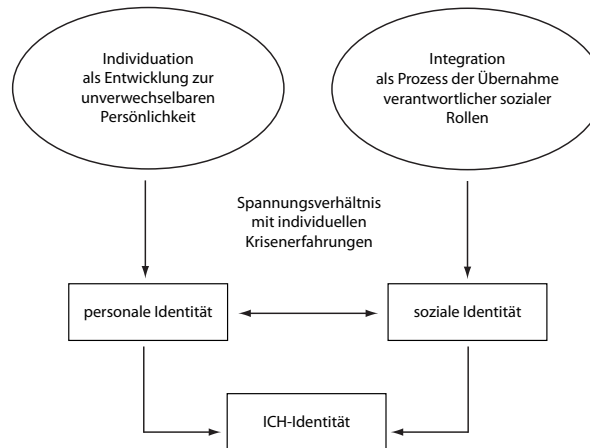 Individuation
als Entwicklung zur
unverwechselbaren
Persönlichkeit
Integration
als Prozess der Übernahme
verantwortlicher sozialer
Rollen
Spannungsverhältnis
mit individuellen
Krisenerfahrungen
personale Identität
soziale Identität
ICH-Identität